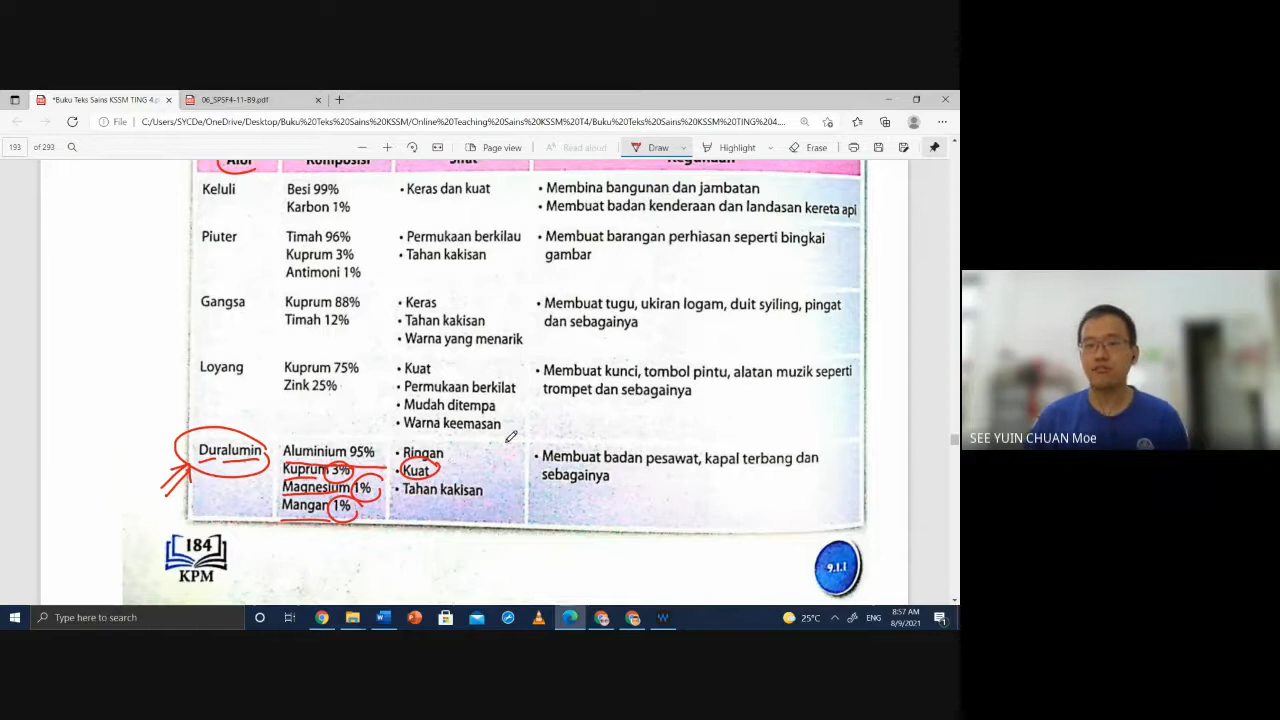 *Buku Teks Sains KSSM TING 4.p
06_SPSF4-11-B9.pdf
File
C:/Users/SYCDe/OneDrive/Desktop/Buku%20Teks%20Sains%20KSSM/Online%20Teaching%20Sains%20KSSM%20T4/Buku%20Teks%20Sains%20KSSM%20TING%204....
193 of 293
Page view
Read aloud
Draw
Highlight
Erase
Aloi Komposisi Sifat Kegunaan
Keluli Besi 99% • Keras dan kuat • Membina bangunan dan jambatan
Karbon 1% • Membuat badan kenderaan dan landasan kereta api
Piuter Timah 96% • Permukaan berkilau • Membuat barangan perhiasan seperti bingkai
Kuprum 3% • Tahan kakisan gambar
Antimoni 1%
Gangsa Kuprum 88% • Keras • Membuat tugu, ukiran logam, duit syiling, pingat
Timah 12% • Tahan kakisan dan sebagainya
• Warna yang menarik
Loyang Kuprum 75% • Kuat • Membuat kunci, tombol pintu, alatan muzik seperti
Zink 25% • Permukaan berkilat trompet dan sebagainya
• Mudah ditempa
• Warna keemasan
Duralumin Aluminium 95% • Ringan • Membuat badan pesawat, kapal terbang dan
Kuprum 3% • Kuat sebagainya
Magnesium 1% • Tahan kakisan
Mangan 1%
184
KPM
9.1.1
SEE YUIN CHUAN Moe
Type here to search
25°C
ENG
8:57 AM
8/9/2021